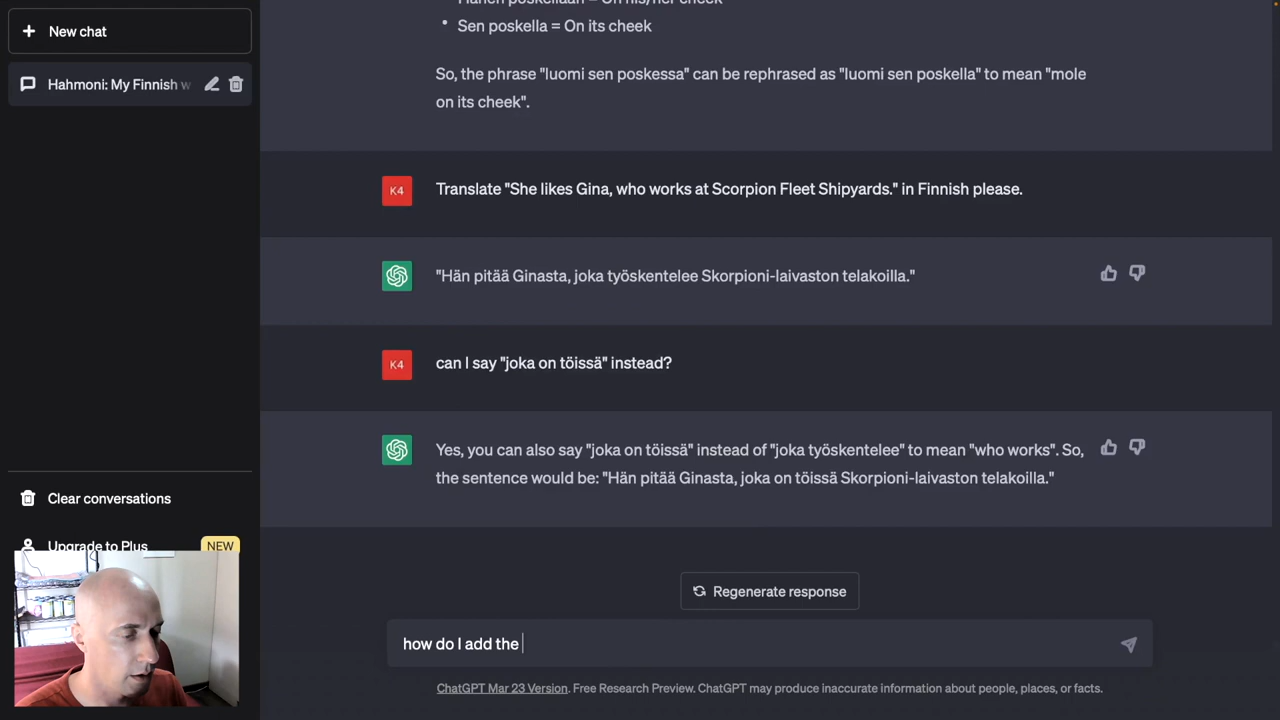 New chat
Hahmoni: My Finnish w
Sen poskella = On its cheek
So, the phrase "luomi sen poskessa" can be rephrased as "luomi sen poskella" to mean "mole
on its cheek".
K4
Translate "She likes Gina, who works at Scorpion Fleet Shipyards." in Finnish please.
"Hän pitää Ginasta, joka työskentelee Skorpioni-laivaston telakoilla."
K4
can I say "joka on töissä" instead?
Yes, you can also say "joka on töissä" instead of "joka työskentelee" to mean "who works". So,
the sentence would be: "Hän pitää Ginasta, joka on töissä Skorpioni-laivaston telakoilla."
Clear conversations
Upgrade to Plus
NEW
Regenerate response
how do I add the
ChatGPT Mar 23 Version. Free Research Preview. ChatGPT may produce inaccurate information about people, places, or facts.